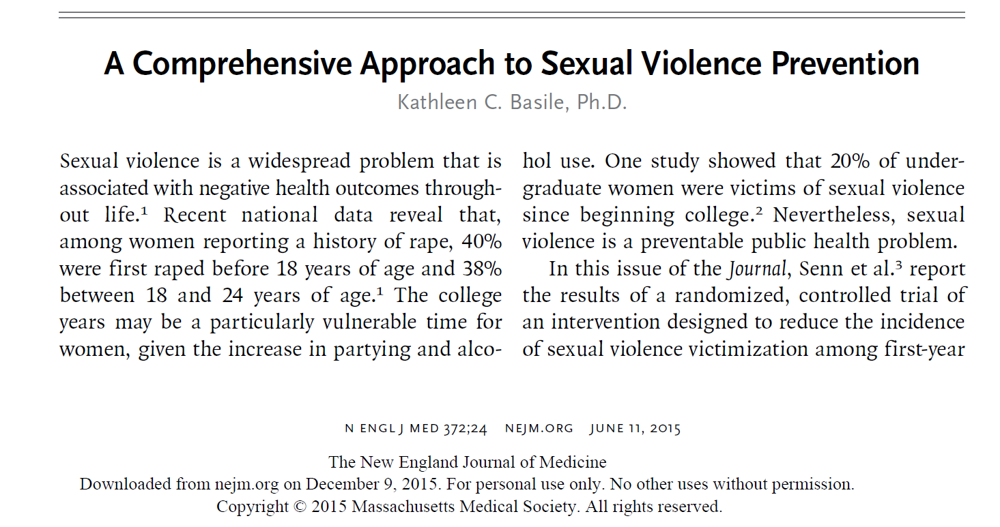 A Comprehensive Approach to Sexual Violence Prevention
Kathleen C. Basile, Ph.D.
Sexual violence is a widespread problem that is
associated with negative health outcomes through-
out life.¹ Recent national data reveal that,
among women reporting a history of rape, 40%
were first raped before 18 years of age and 38%
between 18 and 24 years of age.¹ The college
years may be a particularly vulnerable time for
women, given the increase in partying and alco-
hol use. One study showed that 20% of under-
graduate women were victims of sexual violence
since beginning college.² Nevertheless, sexual
violence is a preventable public health problem.
In this issue of the Journal, Senn et al.³ report
the results of a randomized, controlled trial of
an intervention designed to reduce the incidence
of sexual violence victimization among first-year
N ENGL J MED 372;24 NEJM.ORG JUNE 11, 2015
The New England Journal of Medicine
Downloaded from nejm.org on December 9, 2015. For personal use only. No other uses without permission.
Copyright © 2015 Massachusetts Medical Society. All rights reserved.